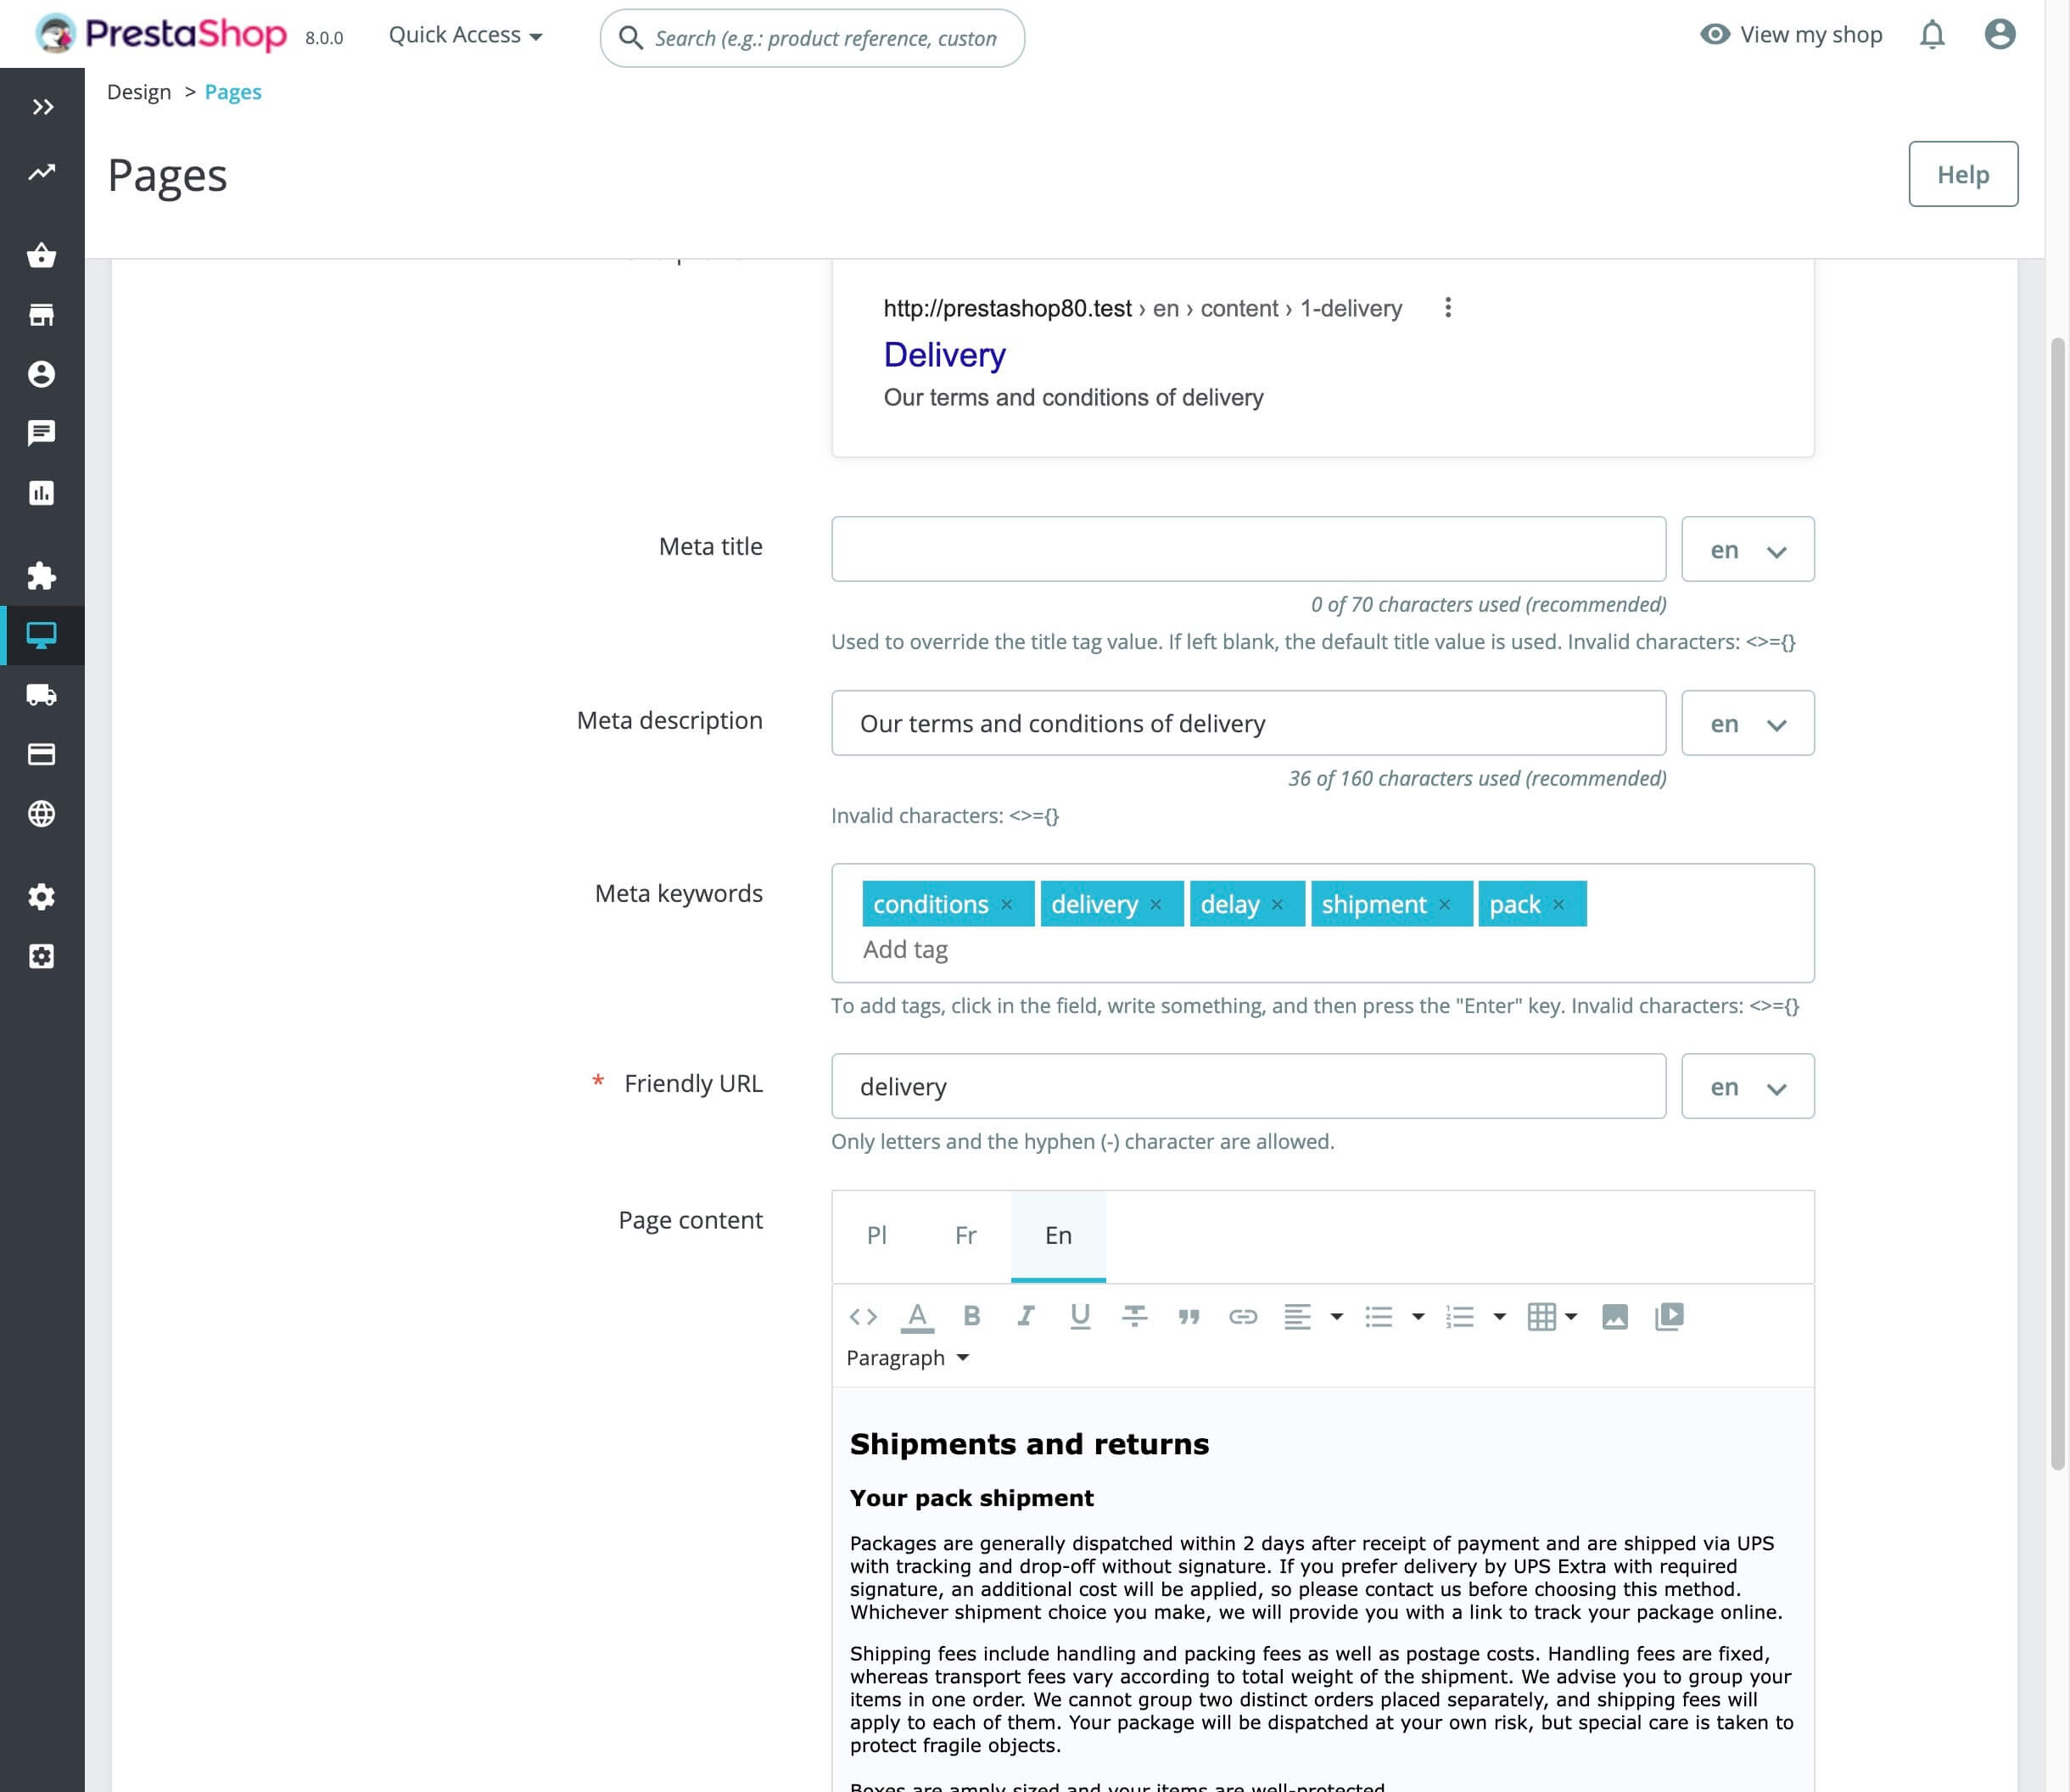 PrestaShop 8.0.0 Quick Access Search (e.g.: product reference, custon View my shop
Design > Pages
Pages Help
http://prestashop80.test › en › content › 1-delivery
Delivery
Our terms and conditions of delivery
Meta title en
0 of 70 characters used (recommended)
Used to override the title tag value. If left blank, the default title value is used. Invalid characters: <>={}
Meta description Our terms and conditions of delivery en
36 of 160 characters used (recommended)
Invalid characters: <>={}
Meta keywords conditions × delivery × delay × shipment × pack ×
Add tag
To add tags, click in the field, write something, and then press the "Enter" key. Invalid characters: <>={}
* Friendly URL delivery en
Only letters and the hyphen (-) character are allowed.
Page content Pl Fr En
Paragraph
Shipments and returns
Your pack shipment
Packages are generally dispatched within 2 days after receipt of payment and are shipped via UPS
with tracking and drop-off without signature. If you prefer delivery by UPS Extra with required
signature, an additional cost will be applied, so please contact us before choosing this method.
Whichever shipment choice you make, we will provide you with a link to track your package online.
Shipping fees include handling and packing fees as well as postage costs. Handling fees are fixed,
whereas transport fees vary according to total weight of the shipment. We advise you to group your
items in one order. We cannot group two distinct orders placed separately, and shipping fees will
apply to each of them. Your package will be dispatched at your own risk, but special care is taken to
protect fragile objects.
Boxes are amply sized and your items are well-protected.